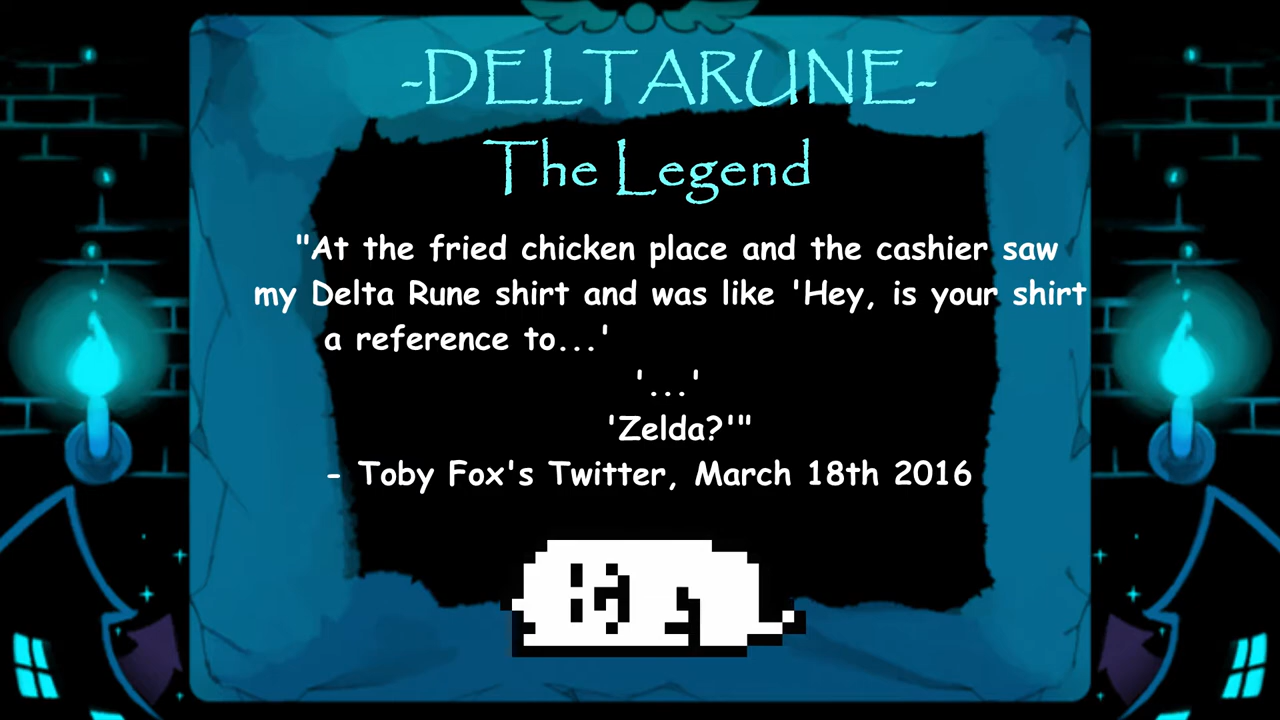 -DELTARUNE-
The Legend
"At the fried chicken place and the cashier saw
my Delta Rune shirt and was like 'Hey, is your shirt
a reference to...'
'...'
'Zelda?'"
- Toby Fox's Twitter, March 18th 2016